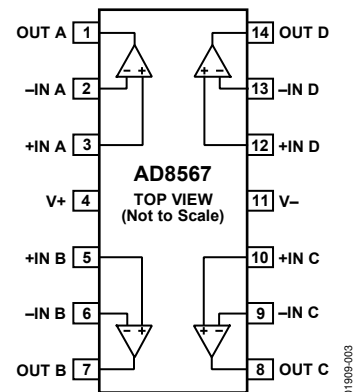 OUT A 1 14 OUT D
– + + –
–IN A 2 13 –IN D
+IN A 3 12 +IN D
AD8567
V+ 4 TOP VIEW 11 V–
(Not to Scale)
+IN B 5 10 +IN C
–IN B 6 9 –IN C
– + + –
OUT B 7 8 OUT C
01909-003